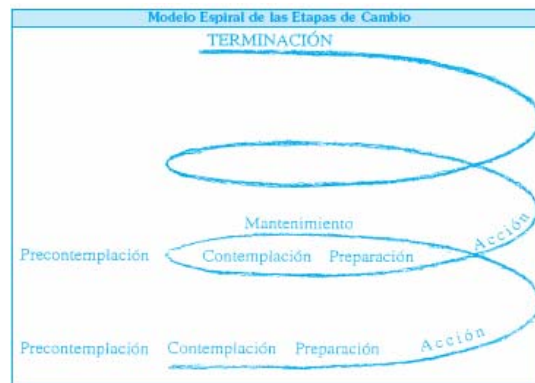 Modelo Espiral de las Etapas de Cambio
TERMINACIÓN
Mantenimiento
Acción
Precontemplación Contemplación Preparación
Acción
Precontemplación Contemplación Preparación